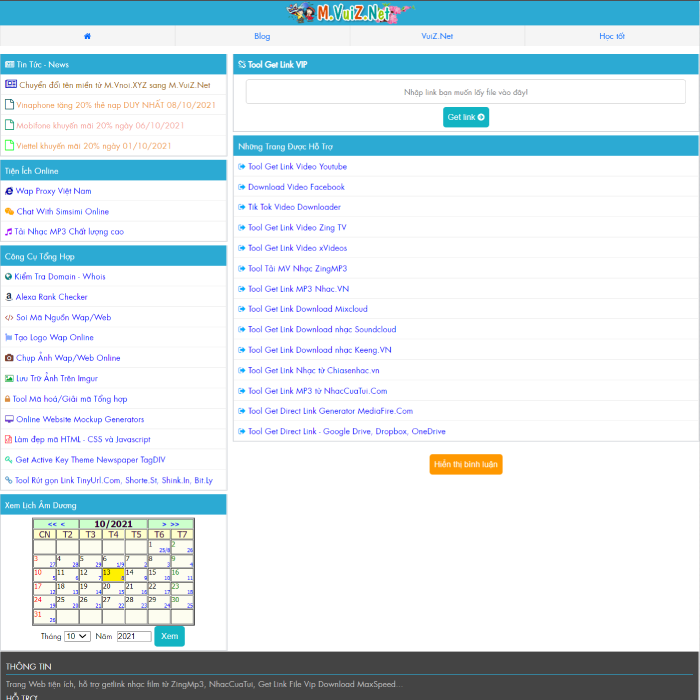 M.VuiZ.Net
Blog
VuiZ.Net
Học tốt
Tin Tức - News
Chuyển đổi tên miền từ M.Vnoi.XYZ sang M.VuiZ.Net
Vinaphone tặng 20% thẻ nạp DUY NHẤT 08/10/2021
Mobifone khuyến mãi 20% ngày 06/10/2021
Viettel khuyến mãi 20% ngày 01/10/2021
Tiện Ích Online
Wap Proxy Việt Nam
Chat With Simsimi Online
Tải Nhạc MP3 Chất lượng cao
Công Cụ Tổng Hợp
Kiểm Tra Domain - Whois
Alexa Rank Checker
Soi Mã Nguồn Wap/Web
Tạo Logo Wap Online
Chụp Ảnh Wap/Web Online
Lưu Trữ Ảnh Trên Imgur
Tool Mã hoá/Giải mã Tổng hợp
Online Website Mockup Generators
Làm đẹp mã HTML - CSS và Javascript
Get Active Key Theme Newspaper TagDIV
Tool Rút gọn Link TinyUrl.Com, Shorte.St, Shink.In, Bit.Ly
Xem Lịch Âm Dương
<< < 10/2021 > >>
CN T2 T3 T4 T5 T6 T7
1 25/8 2 26
3 27 4 28 5 29 6 1/9 7 2 8 3 9 4
10 5 11 6 12 7 13 8 14 9 15 10 16 11
17 12 18 13 19 14 20 15 21 16 22 17 23 18
24 19 25 20 26 21 27 22 28 23 29 24 30 25
31 26
Tháng 10 Năm 2021 Xem
Tool Get Link VIP
Nhập link bạn muốn lấy file vào đây!
Get link
Những Trang Được Hỗ Trợ
Tool Get Link Video Youtube
Download Video Facebook
Tik Tok Video Downloader
Tool Get Link Video Zing TV
Tool Get Link Video xVideos
Tool Tải MV Nhạc ZingMP3
Tool Get Link MP3 Nhac.VN
Tool Get Link Download Mixcloud
Tool Get Link Download nhạc Soundcloud
Tool Get Link Download nhạc Keeng.VN
Tool Get Link Nhạc từ Chiasenhac.vn
Tool Get Link MP3 từ NhacCuaTui.Com
Tool Get Direct Link Generator MediaFire.Com
Tool Get Direct Link - Google Drive, Dropbox, OneDrive
Hiển thị bình luận
THÔNG TIN
Trang Web tiện ích, hỗ trợ getlink nhạc film từ ZingMp3, NhacCuaTui, Get Link File Vip Download MaxSpeed...
HỖ TRỢ